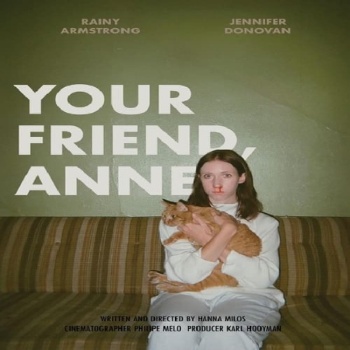 RAINY
ARMSTRONG
JENNIFER
DONOVAN
YOUR
FRIEND,
ANNE
WRITTEN AND DIRECTED BY HANNA MILOS
CINEMATOGRAPHER PHILIPE MELO PRODUCER KARL HOOYMAN